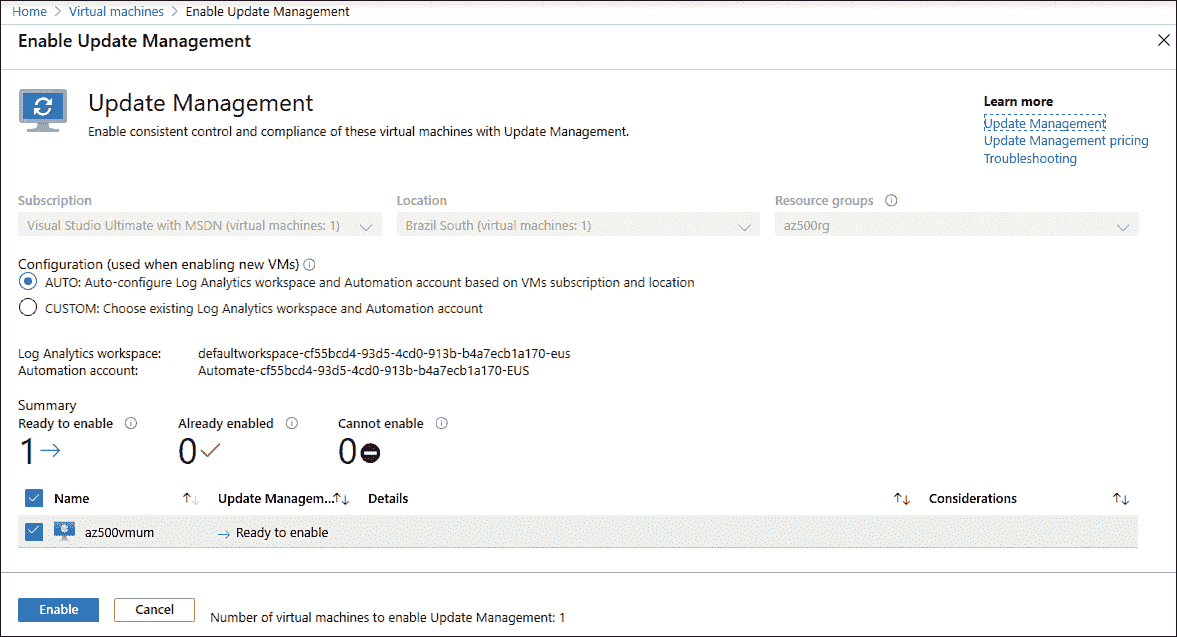 Home > Virtual machines > Enable Update Management
Enable Update Management
Update Management
Enable consistent control and compliance of these virtual machines with Update Management.
Learn more
Update Management
Update Management pricing
Troubleshooting
Subscription Location Resource groups
Visual Studio Ultimate with MSDN (virtual machines: 1) Brazil South (virtual machines: 1) az500rg
Configuration (used when enabling new VMs)
AUTO: Auto-configure Log Analytics workspace and Automation account based on VMs subscription and location
CUSTOM: Choose existing Log Analytics workspace and Automation account
Log Analytics workspace: defaultworkspace-cf55bcd4-93d5-4cd0-913b-b4a7ecb1a170-eus
Automation account: Automate-cf55bcd4-93d5-4cd0-913b-b4a7ecb1a170-EUS
Summary
Ready to enable Already enabled Cannot enable
1 0 0
Name Update Managem... Details Considerations
az500vmum Ready to enable
Enable Cancel Number of virtual machines to enable Update Management: 1